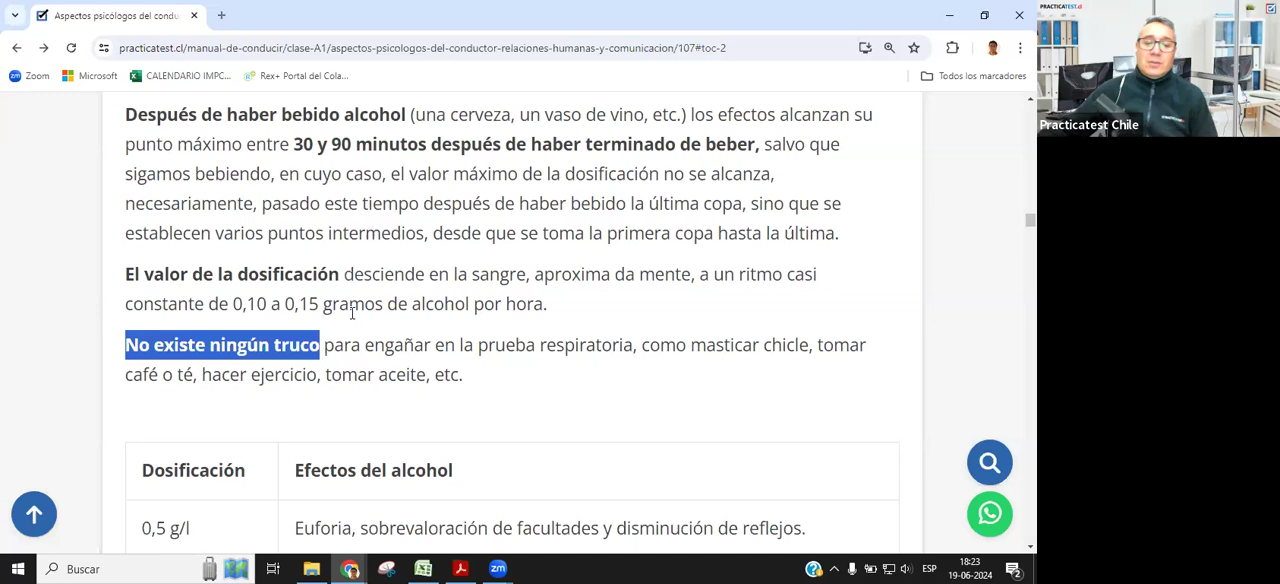 Aspectos psicólogos del condu
practicatest.cl/manual-de-conducir/clase-A1/aspectos-psicologos-del-conductor-relaciones-humanas-y-comunicacion/107#toc-2
Zoom
Microsoft
CALENDARIO IMPC...
Rex+ Portal del Cola...
Todos los marcadores
PRACTICATEST.cl
Practicatest Chile
Después de haber bebido alcohol (una cerveza, un vaso de vino, etc.) los efectos alcanzan su
punto máximo entre 30 y 90 minutos después de haber terminado de beber, salvo que
sigamos bebiendo, en cuyo caso, el valor máximo de la dosificación no se alcanza,
necesariamente, pasado este tiempo después de haber bebido la última copa, sino que se
establecen varios puntos intermedios, desde que se toma la primera copa hasta la última.
El valor de la dosificación desciende en la sangre, aproxima da mente, a un ritmo casi
constante de 0,10 a 0,15 gramos de alcohol por hora.
No existe ningún truco para engañar en la prueba respiratoria, como masticar chicle, tomar
café o té, hacer ejercicio, tomar aceite, etc.
Dosificación Efectos del alcohol
0,5 g/l Euforia, sobrevaloración de facultades y disminución de reflejos.
Buscar
zm
ESP
18:23
19-06-2024
2